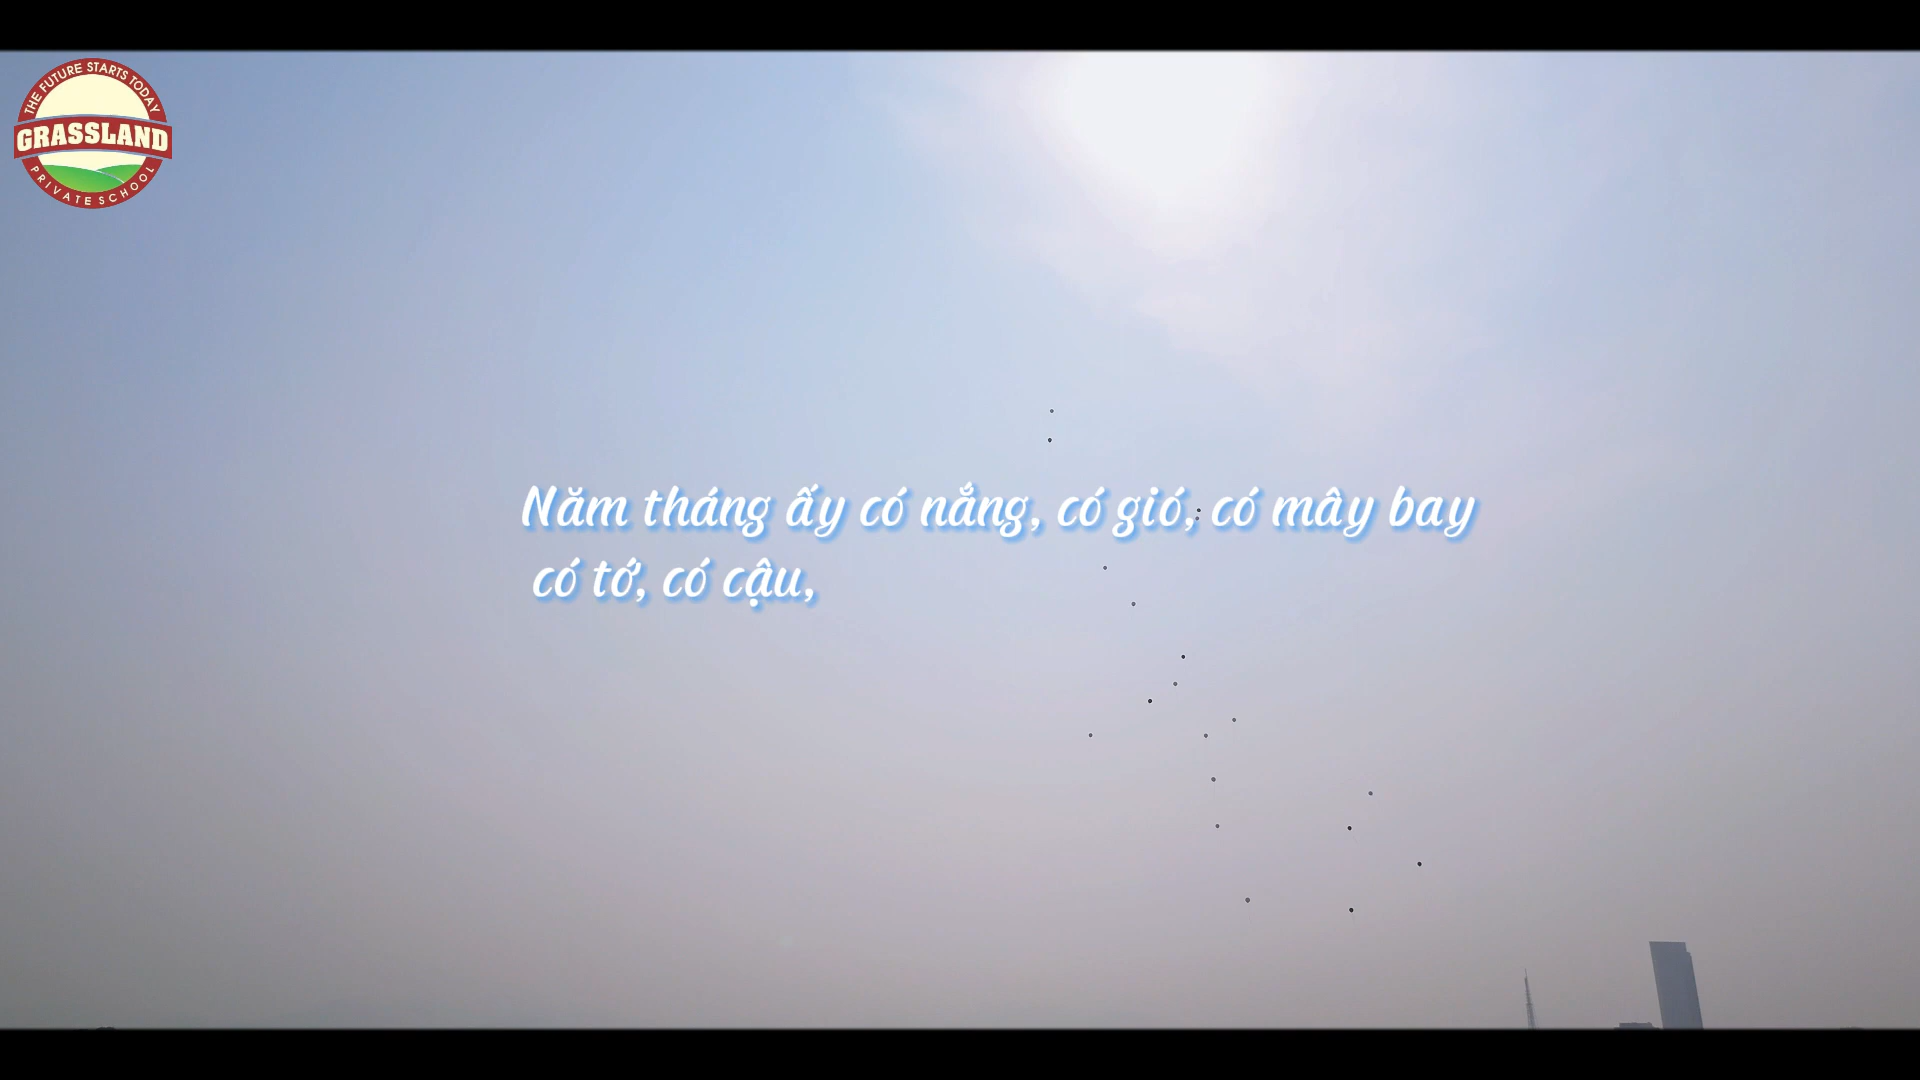 THE FUTURE STARTS TODAY
GRASSLAND
PRIVATE SCHOOL
Năm tháng ấy có nắng, có gió, có mây bay
có tớ, có cậu,